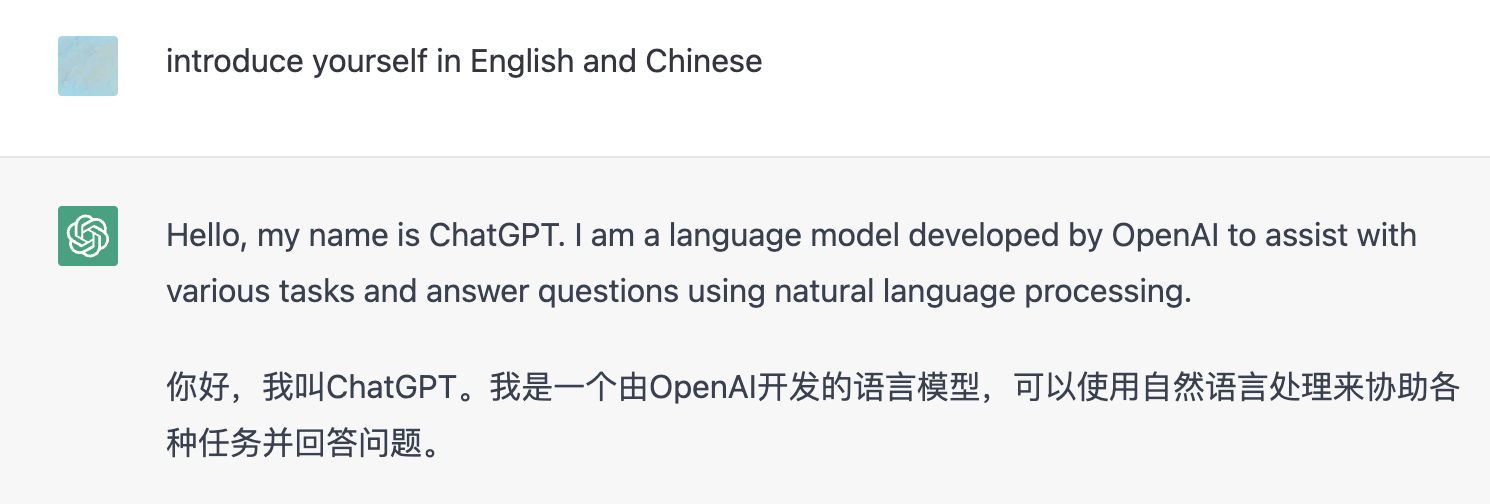 introduce yourself in English and Chinese
Hello, my name is ChatGPT. I am a language model developed by OpenAI to assist with
various tasks and answer questions using natural language processing.
你好，我叫ChatGPT。我是一个由OpenAI开发的语言模型，可以使用自然语言处理来协助各
种任务并回答问题。